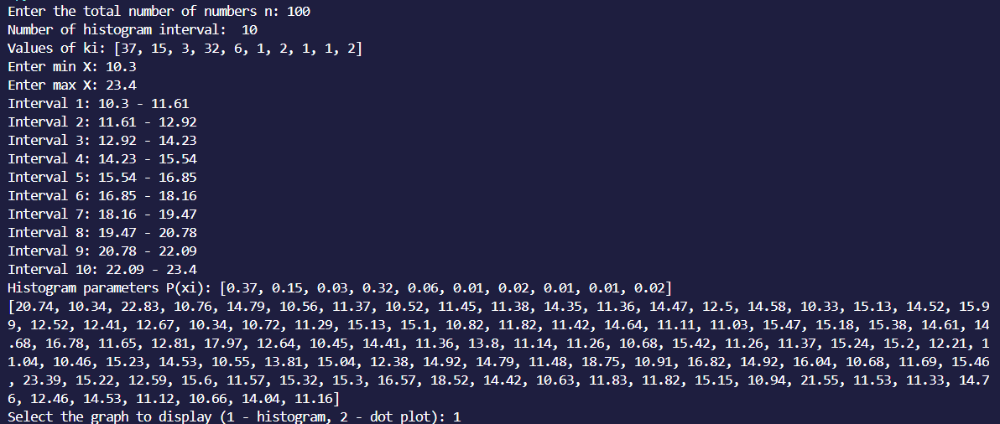 Enter the total number of numbers n: 100
Number of histogram interval:  10
Values of ki: [37, 15, 3, 32, 6, 1, 2, 1, 1, 2]
Enter min X: 10.3
Enter max X: 23.4
Interval 1: 10.3 - 11.61
Interval 2: 11.61 - 12.92
Interval 3: 12.92 - 14.23
Interval 4: 14.23 - 15.54
Interval 5: 15.54 - 16.85
Interval 6: 16.85 - 18.16
Interval 7: 18.16 - 19.47
Interval 8: 19.47 - 20.78
Interval 9: 20.78 - 22.09
Interval 10: 22.09 - 23.4
Histogram parameters P(xi): [0.37, 0.15, 0.03, 0.32, 0.06, 0.01, 0.02, 0.01, 0.01, 0.02]
[20.74, 10.34, 22.83, 10.76, 14.79, 10.56, 11.37, 10.52, 11.45, 11.38, 14.35, 11.36, 14.47, 12.5, 14.58, 10.33, 15.13, 14.52, 15.9
9, 12.52, 12.41, 12.67, 10.34, 10.72, 11.29, 15.13, 15.1, 10.82, 11.82, 11.42, 14.64, 11.11, 11.03, 15.47, 15.18, 15.38, 14.61, 14
.68, 16.78, 11.65, 12.81, 17.97, 12.64, 10.45, 14.41, 11.36, 13.8, 11.14, 11.26, 10.68, 15.42, 11.26, 11.37, 15.24, 15.2, 12.21, 1
1.04, 10.46, 15.23, 14.53, 10.55, 13.81, 15.04, 12.38, 14.92, 14.79, 11.48, 18.75, 10.91, 16.82, 14.92, 16.04, 10.68, 11.69, 15.46
, 23.39, 15.22, 12.59, 15.6, 11.57, 15.32, 15.3, 16.57, 18.52, 14.42, 10.63, 11.83, 11.82, 15.15, 10.94, 21.55, 11.53, 11.33, 14.7
6, 12.46, 14.53, 11.12, 10.66, 14.04, 11.16]
Select the graph to display (1 - histogram, 2 - dot plot): 1